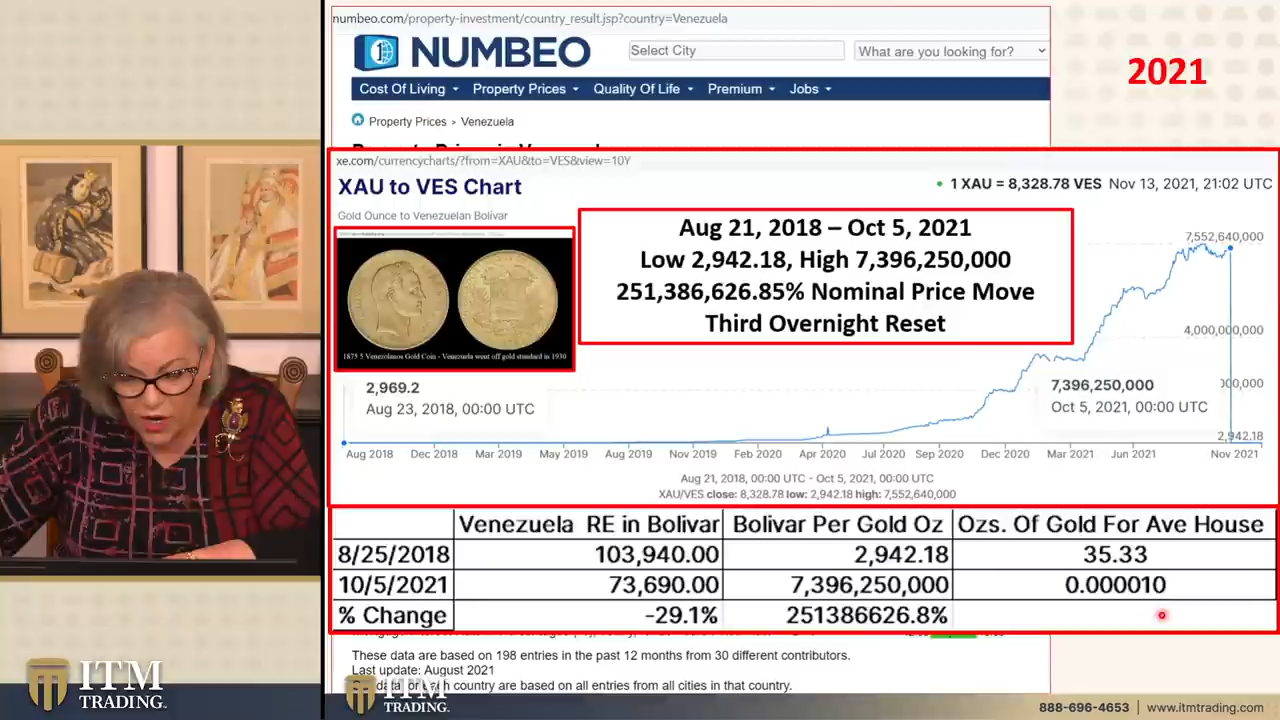 numbeo.com/property-investment/country_result.jsp?country=Venezuela
NUMBEO
Select City
What are you looking for?
2021
Cost Of Living
Property Prices
Quality Of Life
Premium
Jobs
Property Prices > Venezuela
xe.com/currencycharts/?from=XAU&to=VES&view=10Y
XAU to VES Chart
1 XAU = 8,328.78 VES Nov 13, 2021, 21:02 UTC
Gold Ounce to Venezuelan Bolívar
Aug 21, 2018 – Oct 5, 2021
Low 2,942.18, High 7,396,250,000
251,386,626.85% Nominal Price Move
Third Overnight Reset
7,552,640,000
4,000,000,000
1875 5 Venezolanos Gold Coin - Venezuela went off gold standard in 1930
2,969.2
Aug 23, 2018, 00:00 UTC
7,396,250,000
Oct 5, 2021, 00:00 UTC
00,000
2,942.18
Aug 2018 Dec 2018 Mar 2019 May 2019 Aug 2019 Nov 2019 Feb 2020 Apr 2020 Jul 2020 Sep 2020 Dec 2020 Mar 2021 Jun 2021 Nov 2021
Aug 21, 2018, 00:00 UTC - Oct 5, 2021, 00:00 UTC
XAU/VES close: 8,328.78 low: 2,942.18 high: 7,552,640,000
Venezuela RE in Bolivar Bolivar Per Gold Oz Ozs. Of Gold For Ave House
8/25/2018 103,940.00 2,942.18 35.33
10/5/2021 73,690.00 7,396,250,000 0.000010
% Change -29.1% 251386626.8%
These data are based on 198 entries in the past 12 months from 30 different contributors.
Last update: August 2021
country are based on all entries from all cities in that country.
ITM
TRADING.
ITM
TRADING.
888-696-4653 | www.itmtrading.com